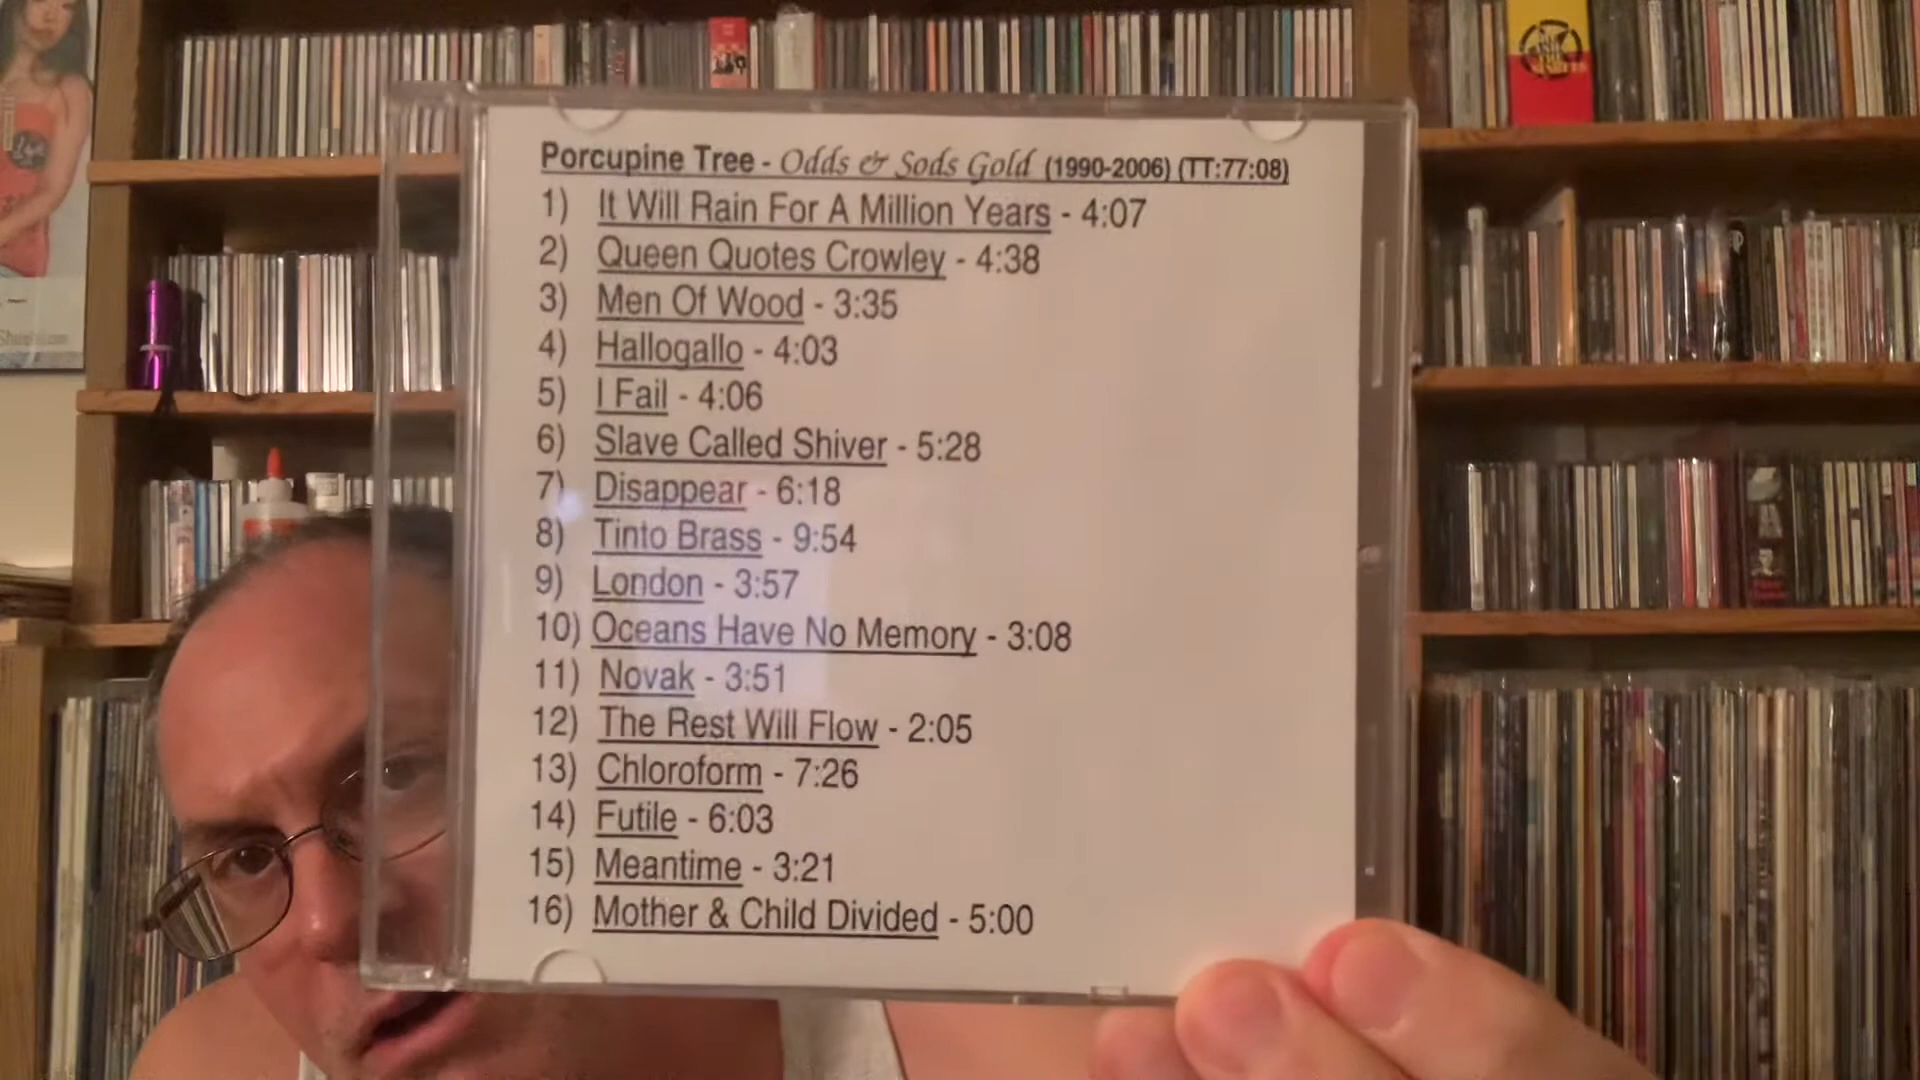 Porcupine Tree - Odds & Sods Gold (1990-2006) (TT:77:08)
1) It Will Rain For A Million Years - 4:07
2) Queen Quotes Crowley - 4:38
3) Men Of Wood - 3:35
4) Hallogallo - 4:03
5) I Fail - 4:06
6) Slave Called Shiver - 5:28
7) Disappear - 6:18
8) Tinto Brass - 9:54
9) London - 3:57
10) Oceans Have No Memory - 3:08
11) Novak - 3:51
12) The Rest Will Flow - 2:05
13) Chloroform - 7:26
14) Futile - 6:03
15) Meantime - 3:21
16) Mother & Child Divided - 5:00